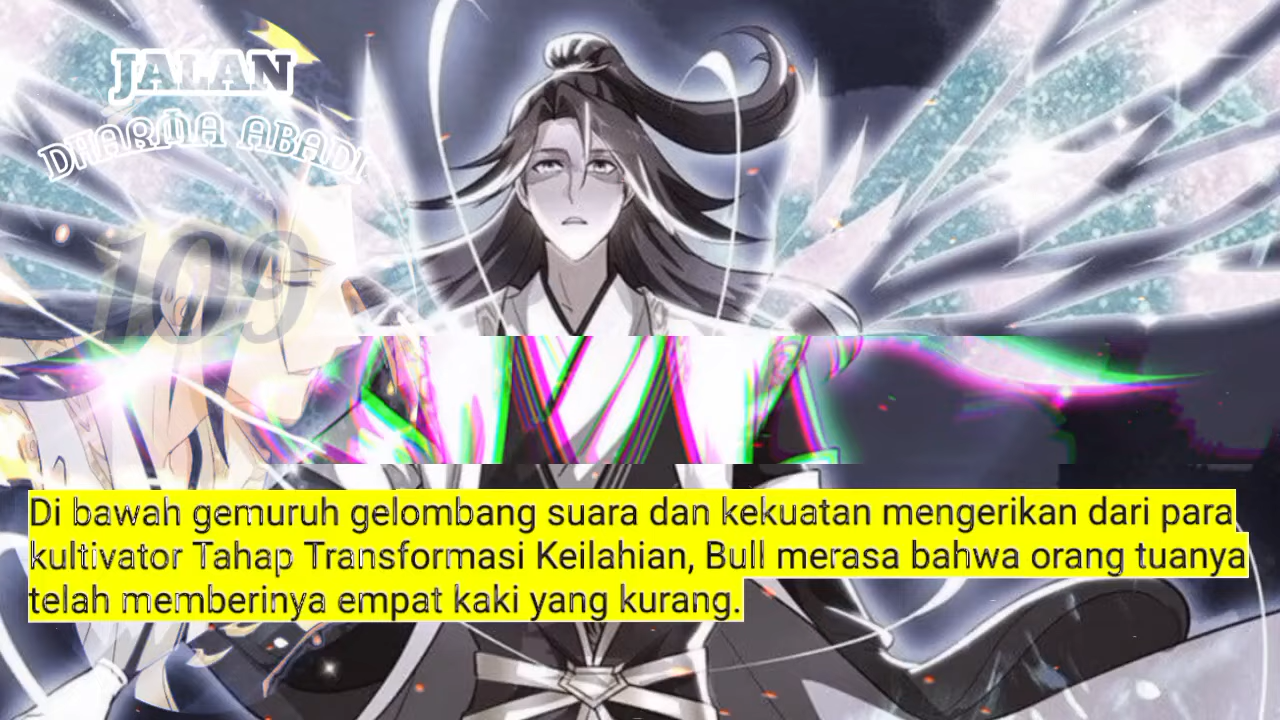 JALAN
DHARMA ABADI
109
Di bawah gemuruh gelombang suara dan kekuatan mengerikan dari para
kultivator Tahap Transformasi Keilahian, Bull merasa bahwa orang tuanya
telah memberinya empat kaki yang kurang.